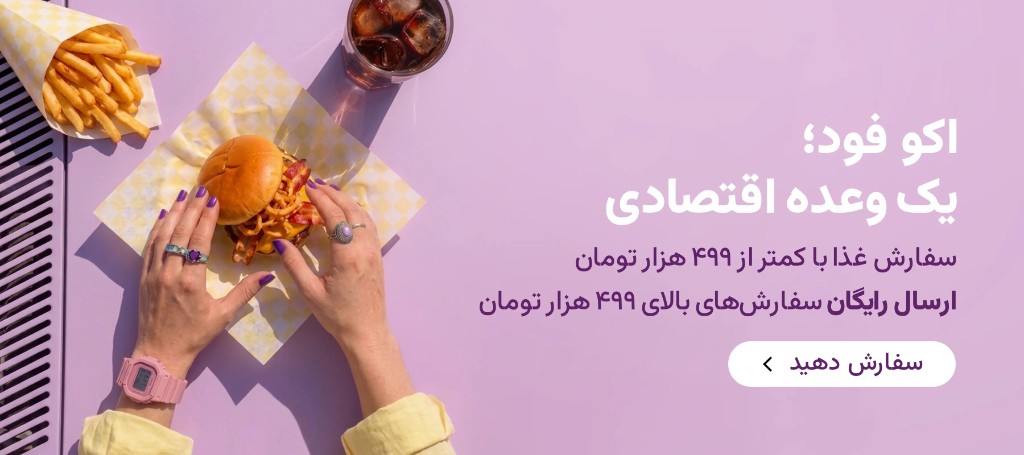 اکو فود؛
یک وعده اقتصادی
سفارش غذا با کمتر از ۴۹۹ هزار تومان
ارسال رایگان سفارش‌های بالای ۴۹۹ هزار تومان
سفارش دهید